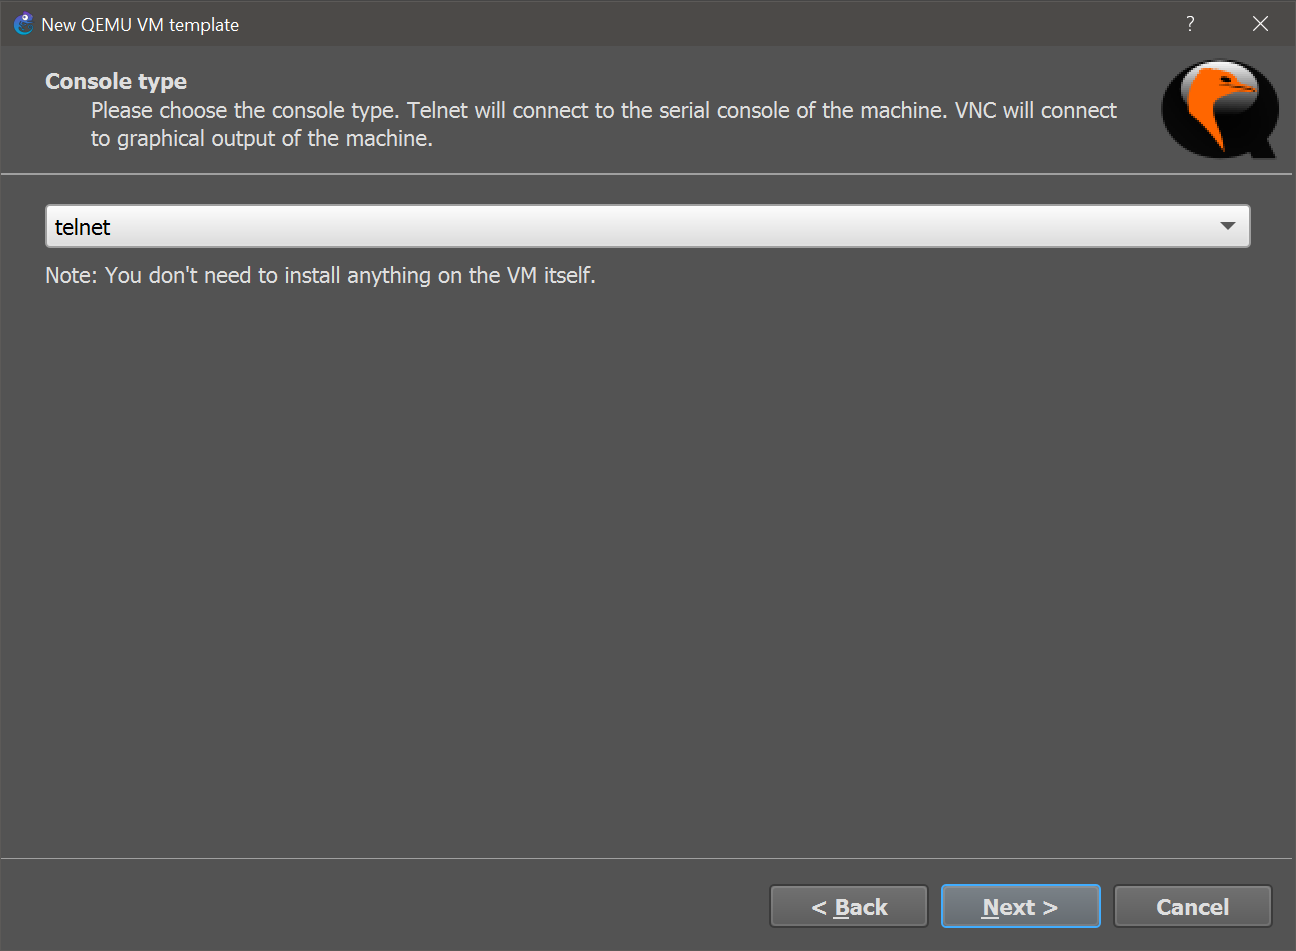 New QEMU VM template
?
Console type
Please choose the console type. Telnet will connect to the serial console of the machine. VNC will connect
to graphical output of the machine.
telnet
Note: You don't need to install anything on the VM itself.
< Back
Next >
Cancel